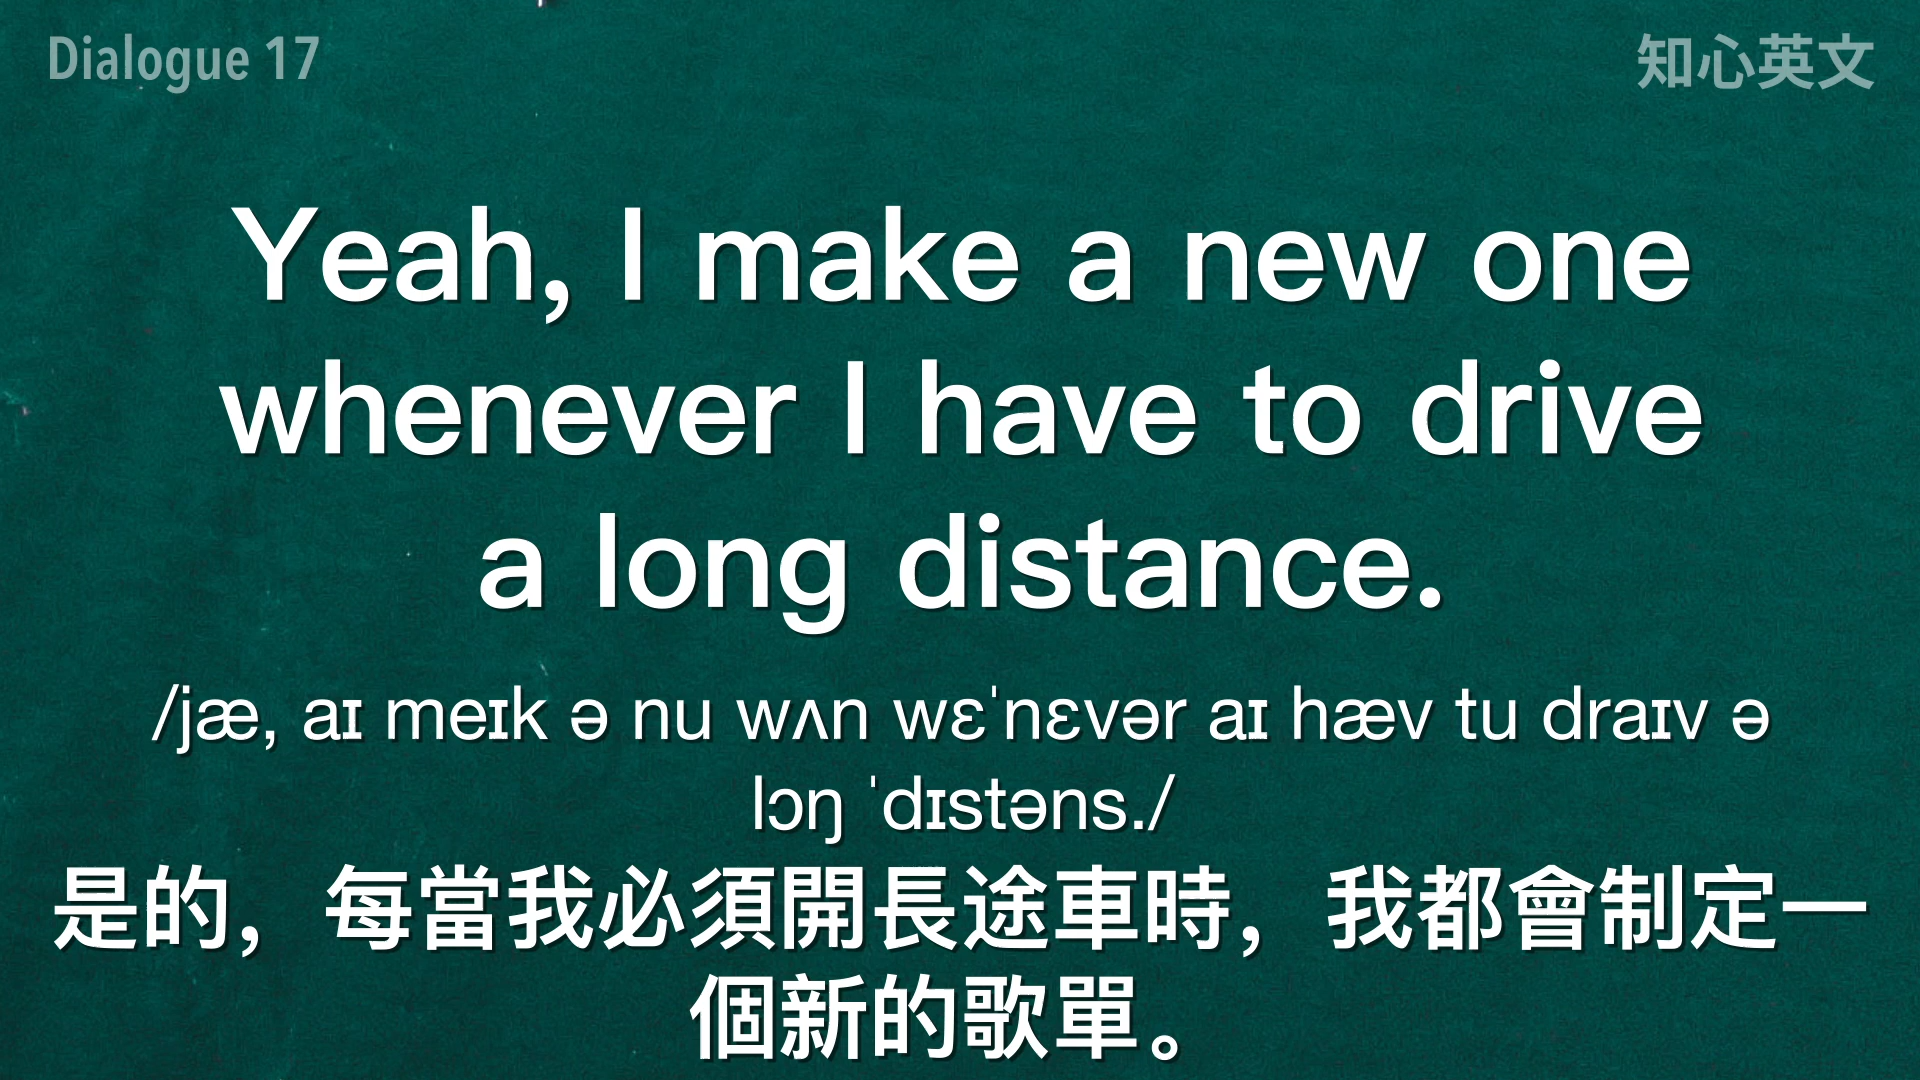 Dialogue 17
知心英文
Yeah, I make a new one
whenever I have to drive
a long distance.
/jæ, aɪ meɪk ə nu wʌn wɛˈnɛvər aɪ hæv tu draɪv ə
lɔŋ ˈdɪstəns./
是的，每當我必須開長途車時，我都會制定一
個新的歌單。